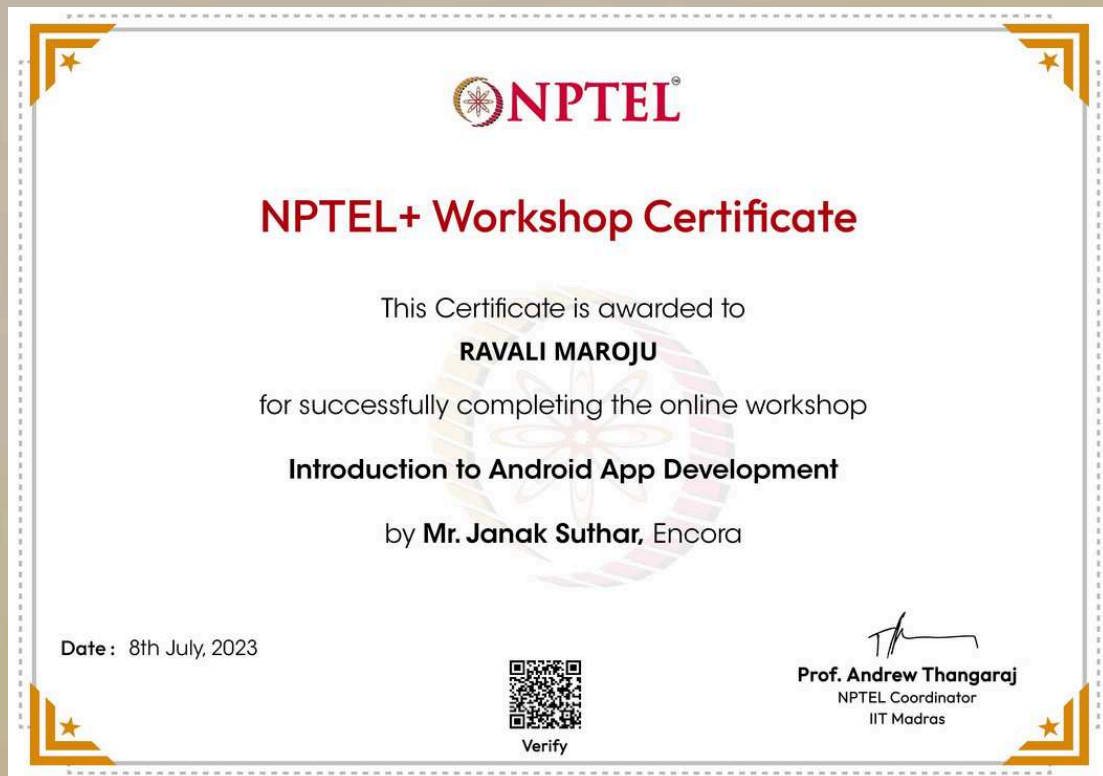 NPTEL™
NPTEL+ Workshop Certificate
This Certificate is awarded to
RAVALI MAROJU
for successfully completing the online workshop
Introduction to Android App Development
by Mr. Janak Suthar, Encora
Date : 8th July, 2023
Prof. Andrew Thangaraj
NPTEL Coordinator
IIT Madras
Verify